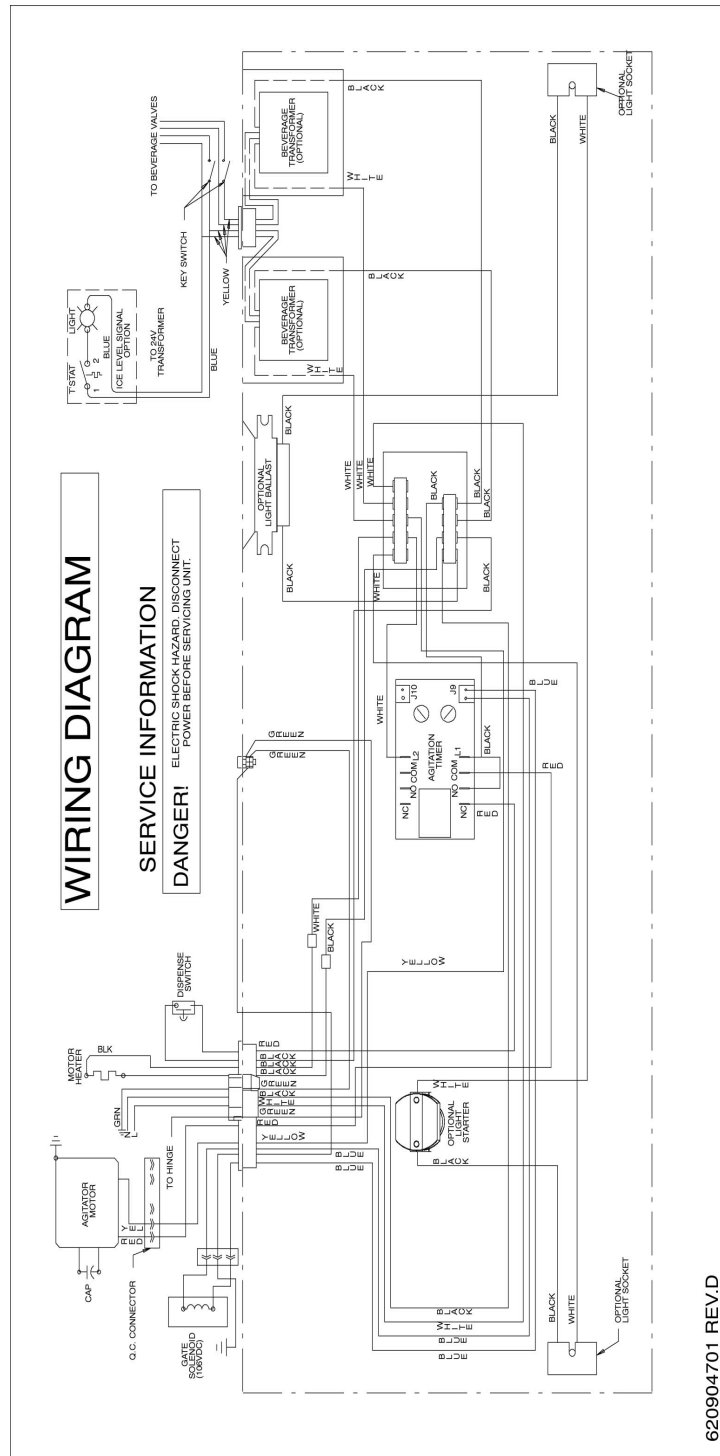 WIRING DIAGRAM
SERVICE INFORMATION
DANGER!
ELECTRIC SHOCK HAZARD. DISCONNECT
POWER BEFORE SERVICING UNIT.
CAP
AGITATOR
MOTOR
RED
YEL
Q.C. CONNECTOR
GATE
SOLENOID
(106VDC)
GRN
N
L
TO HINGE
MOTOR
HEATER
BLK
DISPENSE
SWITCH
T'STAT
LIGHT
1
2
BLUE
ICE LEVEL SIGNAL
OPTION
TO 24V
TRANSFORMER
BLUE
TO BEVERAGE VALVES
KEY SWITCH
YELLOW
BLUE
BLUE
YELLOW
RED
GREEN
WHITE
BLACK
GREEN
BLACK
BLACK
RED
WHITE
BLACK
GREEN
GREEN
OPTIONAL
LIGHT BALLAST
BLACK
BLACK
BEVERAGE
TRANSFORMER
(OPTIONAL)
WHITE
BLACK
BEVERAGE
TRANSFORMER
(OPTIONAL)
WHITE
BLACK
YELLOW
WHITE
WHITE
WHITE
WHITE
BLACK
BLACK
BLACK
BLACK
WHITE
NC
NO
COM
L2
J10
AGITATION
TIMER
NC
NO
COM
L1
J9
RED
BLACK
RED
BLUE
BLACK
OPTIONAL
LIGHT
STARTER
WHITE
BLUE
BLUE
WHITE
BLACK
BLACK
WHITE
OPTIONAL
LIGHT SOCKET
BLACK
WHITE
OPTIONAL
LIGHT SOCKET
620904701 REV.D